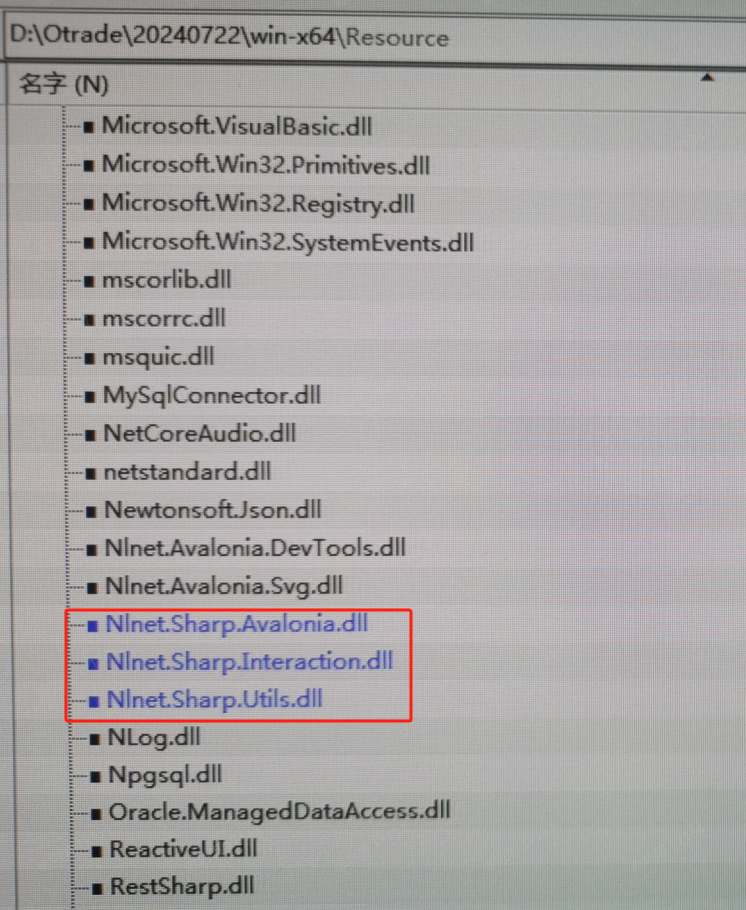 D:\Otrade\20240722\win-x64\Resource
名字 (N)
Microsoft.VisualBasic.dll
Microsoft.Win32.Primitives.dll
Microsoft.Win32.Registry.dll
Microsoft.Win32.SystemEvents.dll
mscorlib.dll
mscorrc.dll
msquic.dll
MySqlConnector.dll
NetCoreAudio.dll
netstandard.dll
Newtonsoft.Json.dll
Nlnet.Avalonia.DevTools.dll
Nlnet.Avalonia.Svg.dll
Nlnet.Sharp.Avalonia.dll
Nlnet.Sharp.Interaction.dll
Nlnet.Sharp.Utils.dll
NLog.dll
Npgsql.dll
Oracle.ManagedDataAccess.dll
ReactiveUI.dll
RestSharp.dll